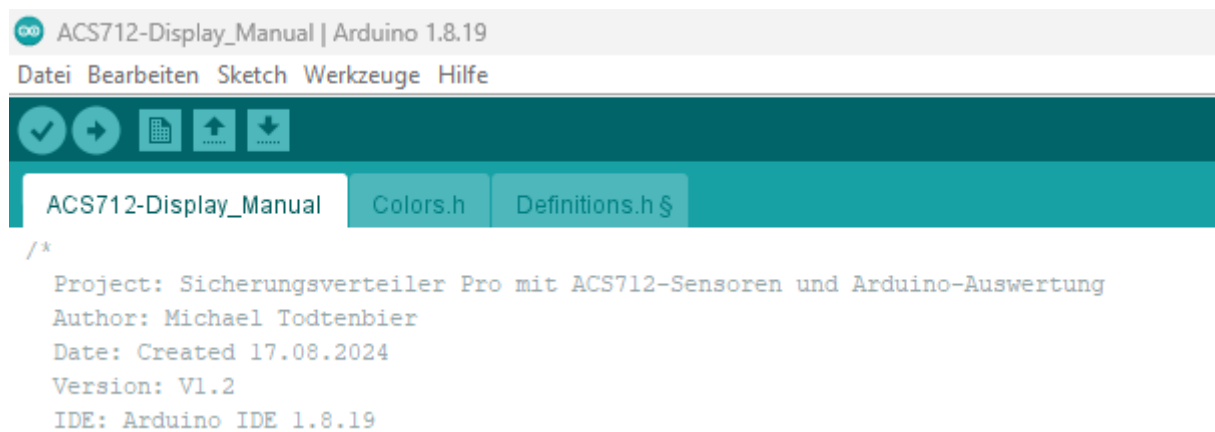 ACS712-Display_Manual | Arduino 1.8.19
Datei Bearbeiten Sketch Werkzeuge Hilfe
ACS712-Display_Manual Colors.h Definitions.h §
/*
Project: Sicherungsverteiler Pro mit ACS712-Sensoren und Arduino-Auswertung
Author: Michael Todtenbier
Date: Created 17.08.2024
Version: V1.2
IDE: Arduino IDE 1.8.19